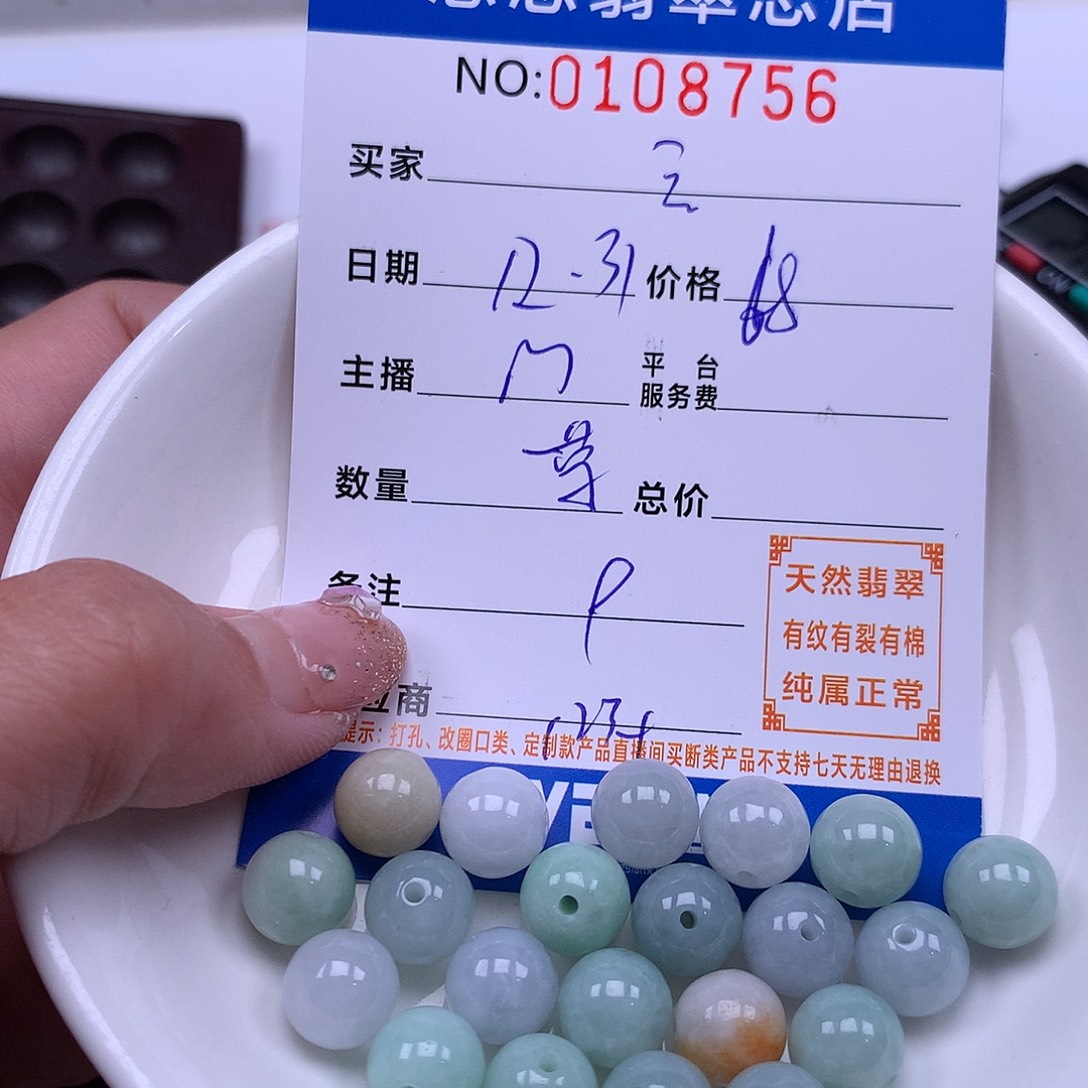 翡翠总店
NO:0108756
买家
日期 12-31 价格 68
主播 门 平台服务费
数量 总价
备注 P
商
天然翡翠
有纹有裂有棉
纯属正常
提示：打孔、改圈口类、定制款产品直播间买断类产品不支持七天无理由退换